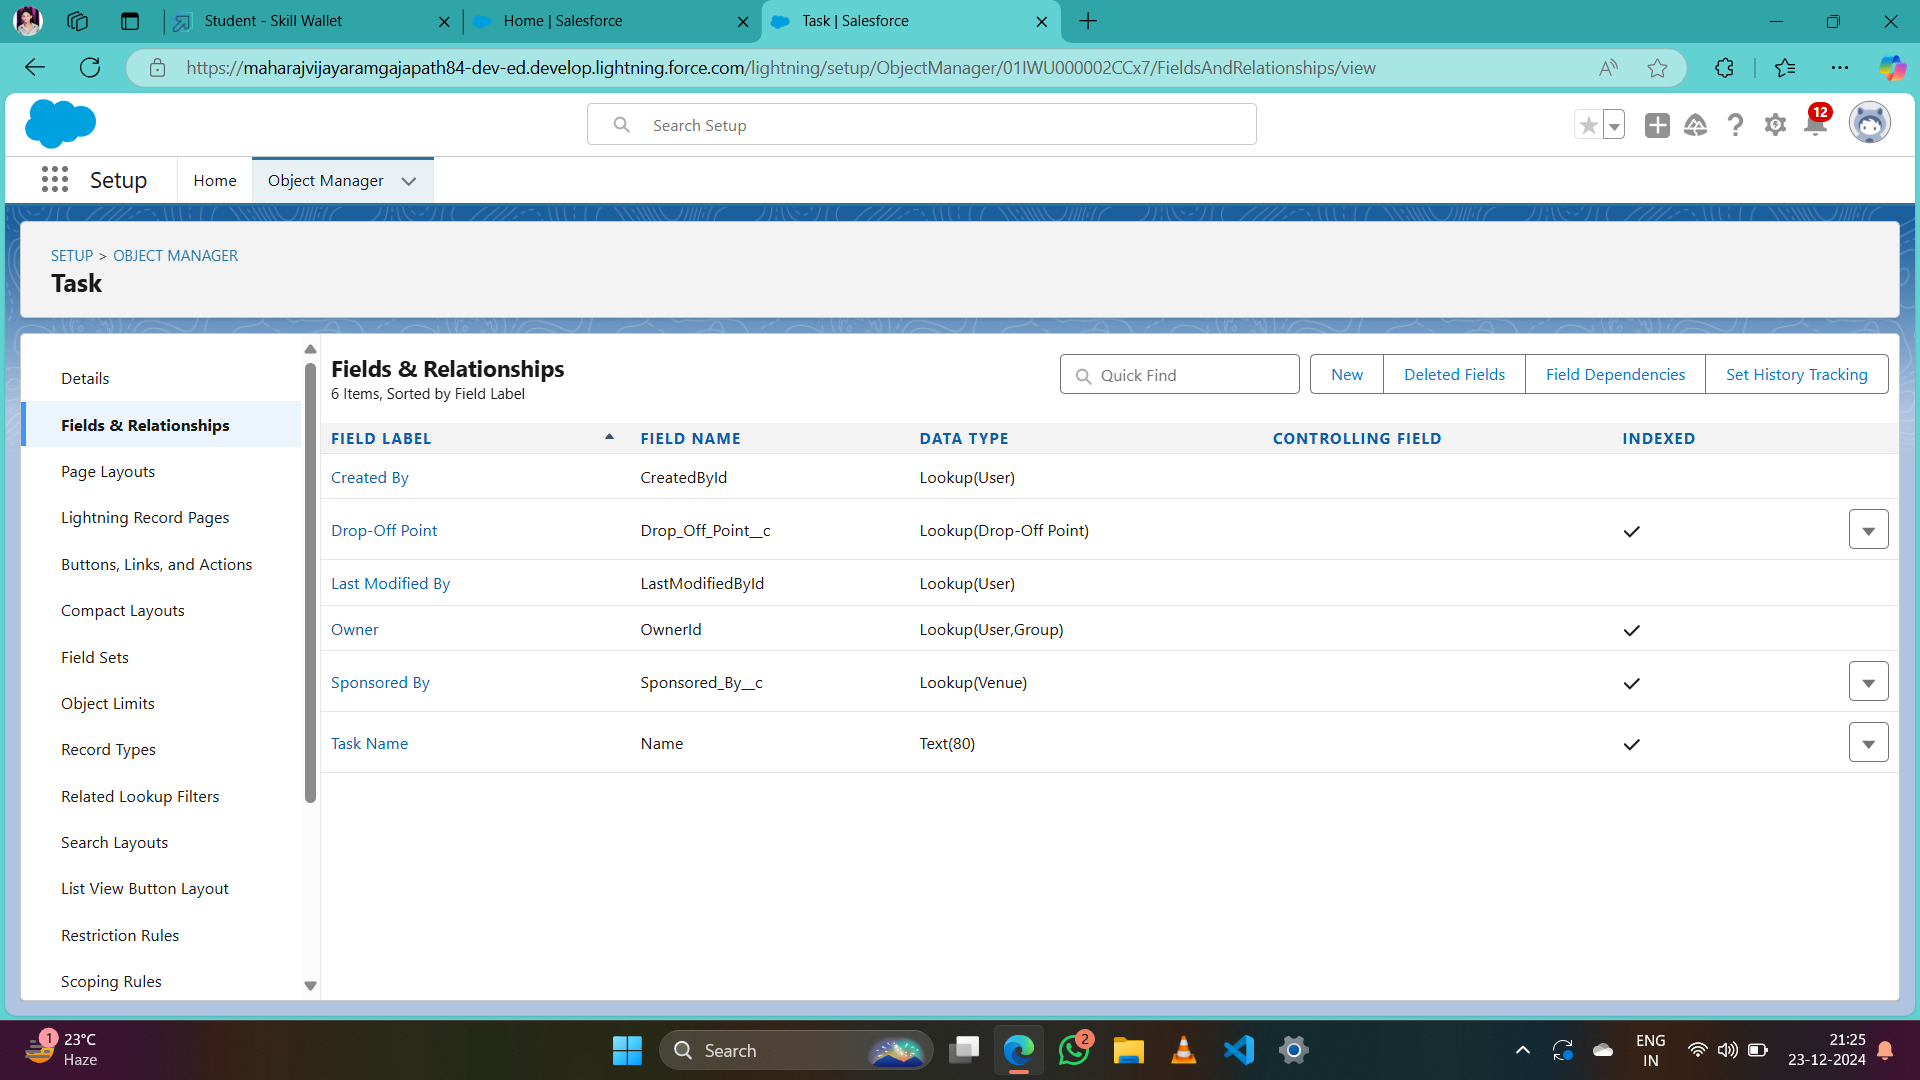 Student - Skill Wallet
Home | Salesforce
Task | Salesforce
https://maharajvijayaramgajapath84-dev-ed.develop.lightning.force.com/lightning/setup/ObjectManager/01IWU000002CCx7/FieldsAndRelationships/view
Search Setup
12
Setup
Home
Object Manager
SETUP > OBJECT MANAGER
Task
Details
Fields & Relationships
Page Layouts
Lightning Record Pages
Buttons, Links, and Actions
Compact Layouts
Field Sets
Object Limits
Record Types
Related Lookup Filters
Search Layouts
List View Button Layout
Restriction Rules
Scoping Rules
Fields & Relationships
6 Items, Sorted by Field Label
Quick Find
New
Deleted Fields
Field Dependencies
Set History Tracking
FIELD LABEL FIELD NAME DATA TYPE CONTROLLING FIELD INDEXED
Created By CreatedById Lookup(User)
Drop-Off Point Drop_Off_Point__c Lookup(Drop-Off Point)
Last Modified By LastModifiedById Lookup(User)
Owner OwnerId Lookup(User,Group)
Sponsored By Sponsored_By__c Lookup(Venue)
Task Name Name Text(80)
1
23°C
Haze
Search
2
ENG
IN
21:25
23-12-2024